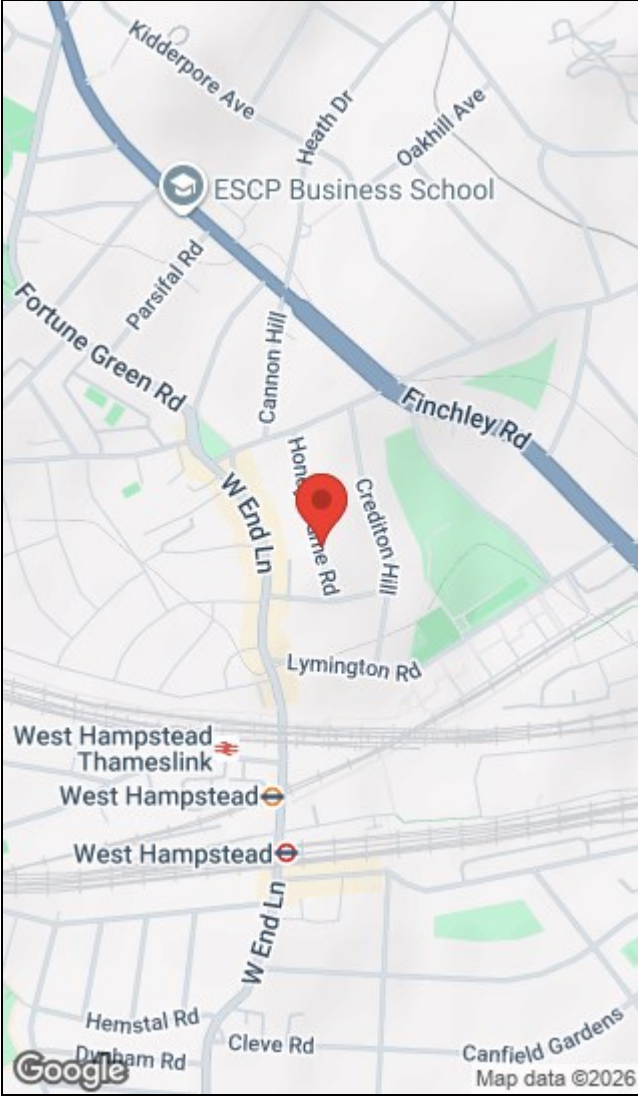 Kidderpore Ave
Heath Dr
Oakhill Ave
ESCP Business School
Parsifal Rd
Fortune Green Rd
Cannon Hill
Finchley Rd
W End Ln
Crediton Hill
Rd
Lymington Rd
West Hampstead
Thameslink
West Hampstead
West Hampstead
W End Ln
Hemstal Rd
Cleve Rd
Canfield Gardens
Rd
Google
Map data ©2026